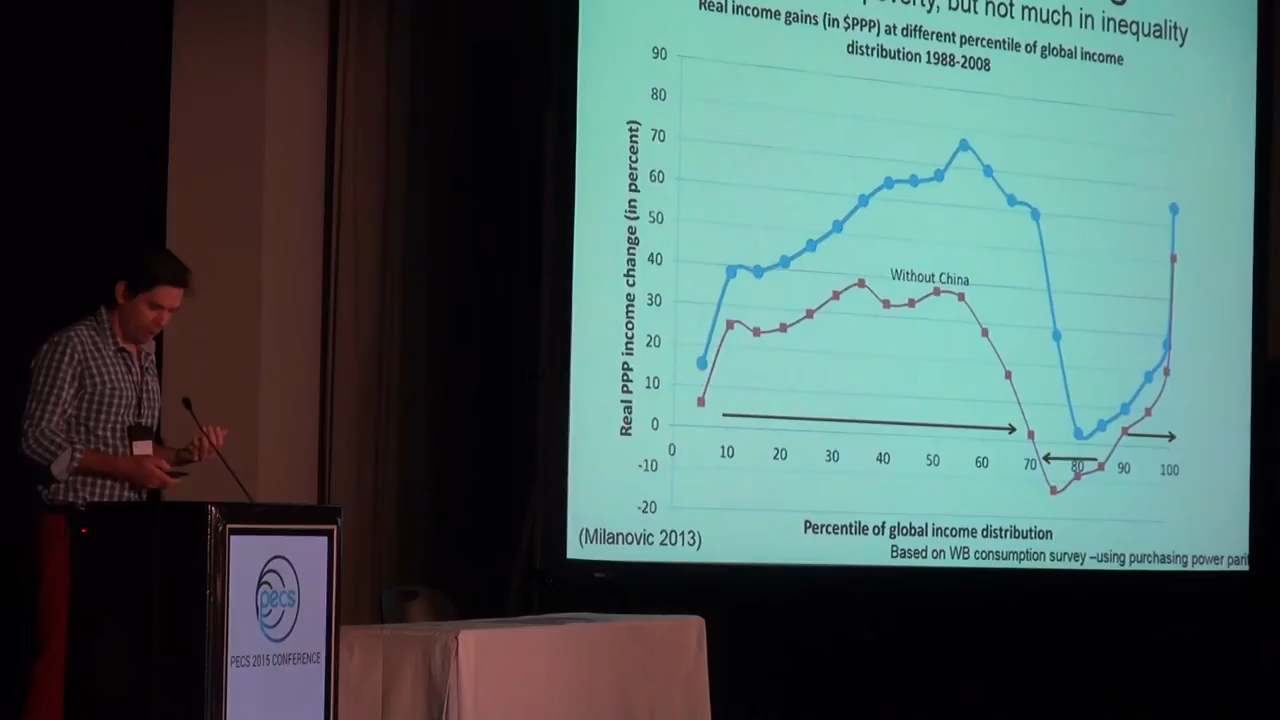 but not much in inequality
Real income gains (in $PPP) at different percentile of global income
distribution 1988-2008
90
80
70
60
50
40
30
20
10
0
-10
-20
Real PPP income change (in percent)
Without China
0 10 20 30 40 50 60 70 80 90 100
Percentile of global income distribution
(Milanovic 2013)
Based on WB consumption survey –using purchasing power
pecs
PECS 2015 CONFERENCE